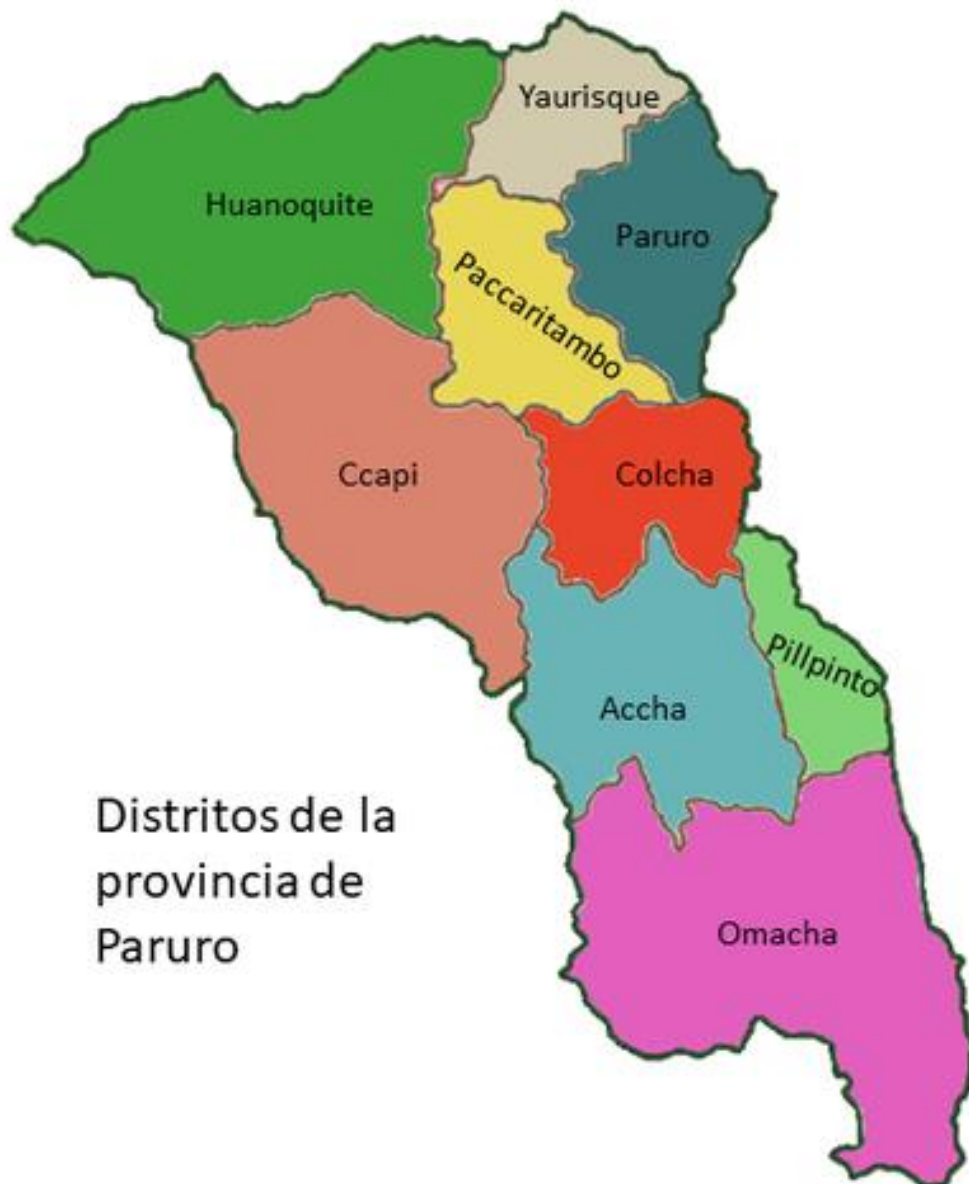 Yaurisque
Huanoquite
Paruro
Paccaritambo
Ccapi
Colcha
Pillpinto
Accha
Distritos de la
provincia de
Paruro
Omacha